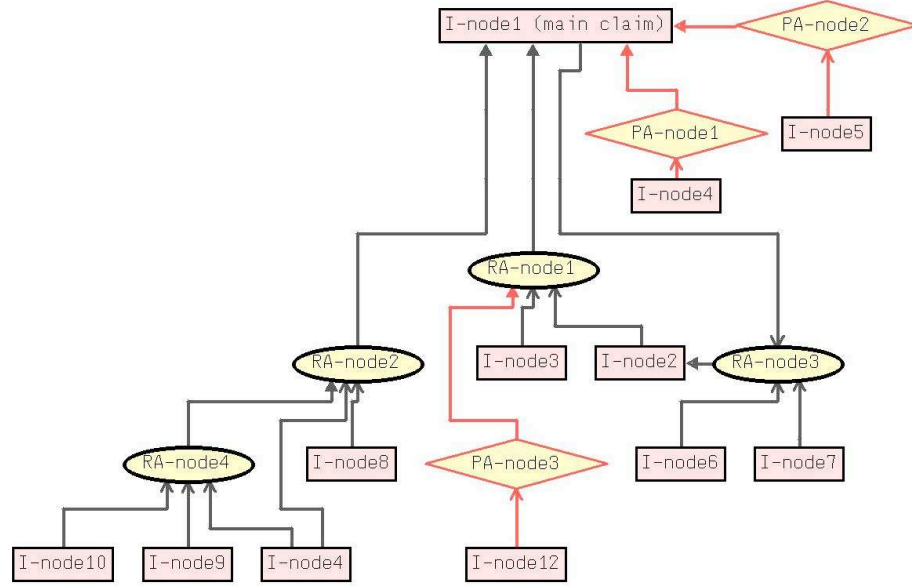 I-node1 (main claim)
PA-node2
PA-node1
I-node5
I-node4
RA-node1
RA-node2
I-node3
I-node2
RA-node3
RA-node4
I-node8
PA-node3
I-node6
I-node7
I-node10
I-node9
I-node4
I-node12